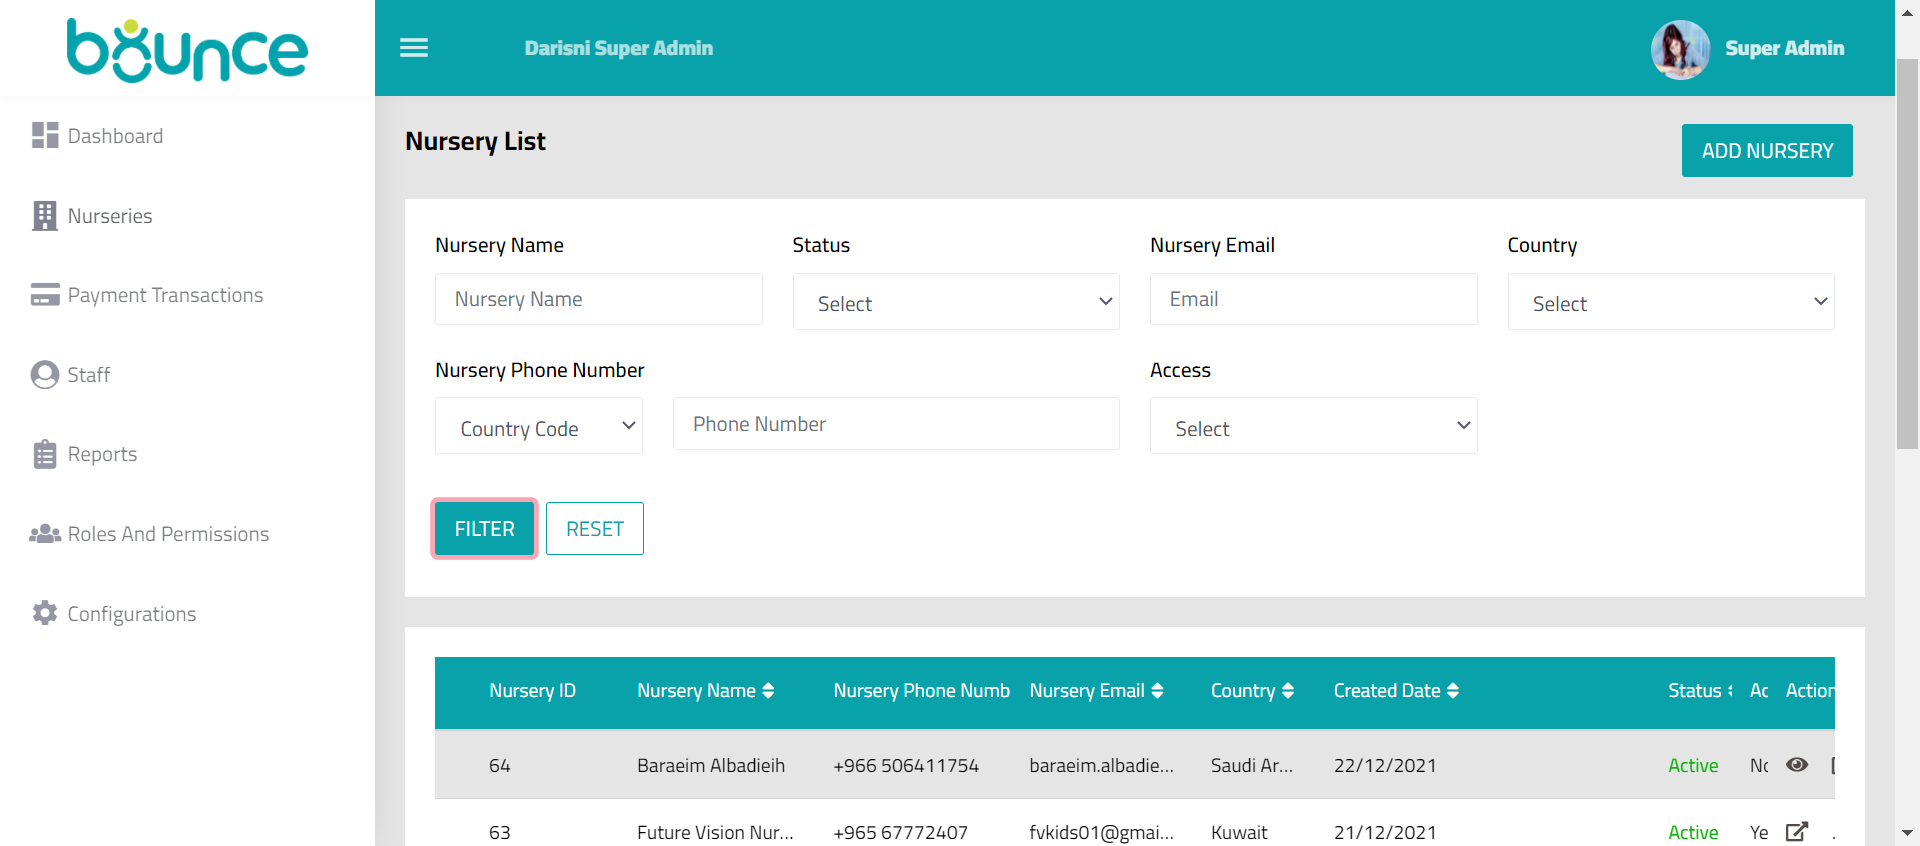 bounce
Darisni Super Admin
Super Admin
Dashboard
Nurseries
Payment Transactions
Staff
Reports
Roles And Permissions
Configurations
Nursery List
ADD NURSERY
Nursery Name
Status
Nursery Email
Country
Nursery Name
Select
Email
Select
Nursery Phone Number
Access
Country Code
Phone Number
Select
FILTER
RESET
Nursery ID Nursery Name Nursery Phone Numb Nursery Email Country Created Date Status Ac Action
64 Baraeim Albadieih +966 506411754 baraeim.albadie... Saudi Ar... 22/12/2021 Active No
63 Future Vision Nur... +965 67772407 fvkids01@gmai... Kuwait 21/12/2021 Active Ye